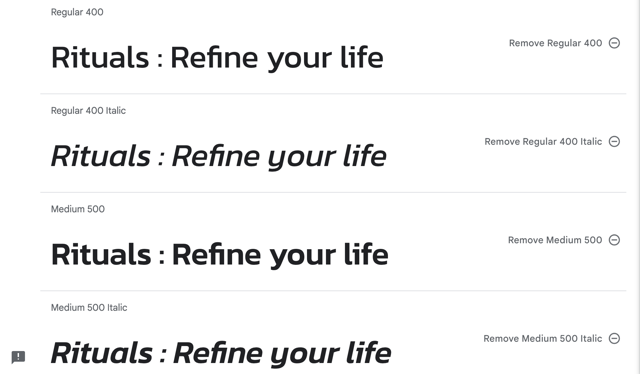 Regular 400
Rituals : Refine your life
Remove Regular 400
Regular 400 Italic
Rituals : Refine your life
Remove Regular 400 Italic
Medium 500
Rituals : Refine your life
Remove Medium 500
Medium 500 Italic
Rituals : Refine your life
Remove Medium 500 Italic